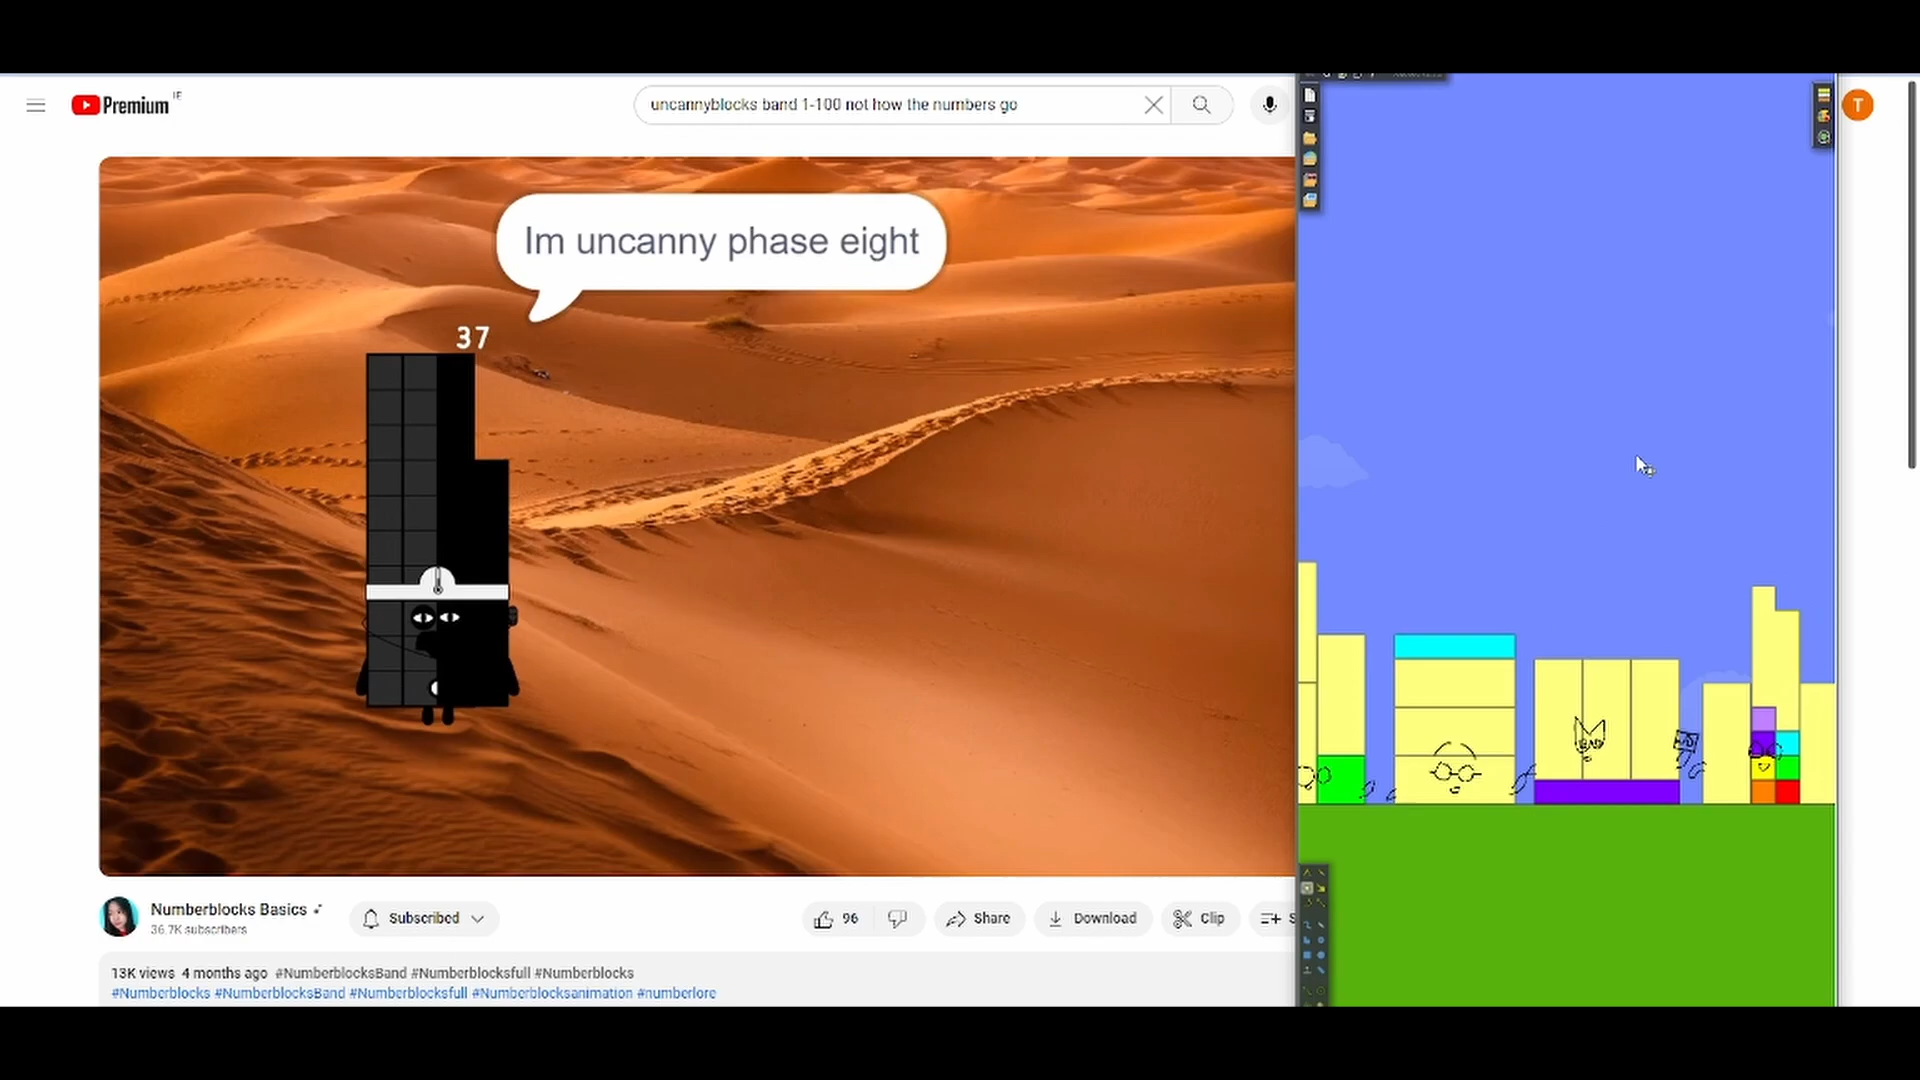 Premium IE
uncannyblocks band 1-100 not how the numbers go
T
Im uncanny phase eight
37
BAD
Numberblocks Basics
36.7K subscribers
Subscribed
96
Share
Download
Clip
S
13K views 4 months ago #NumberblocksBand #Numberblocksfull #Numberblocks
#Numberblocks #NumberblocksBand #Numberblocksfull #Numberblocksanimation #numberlore